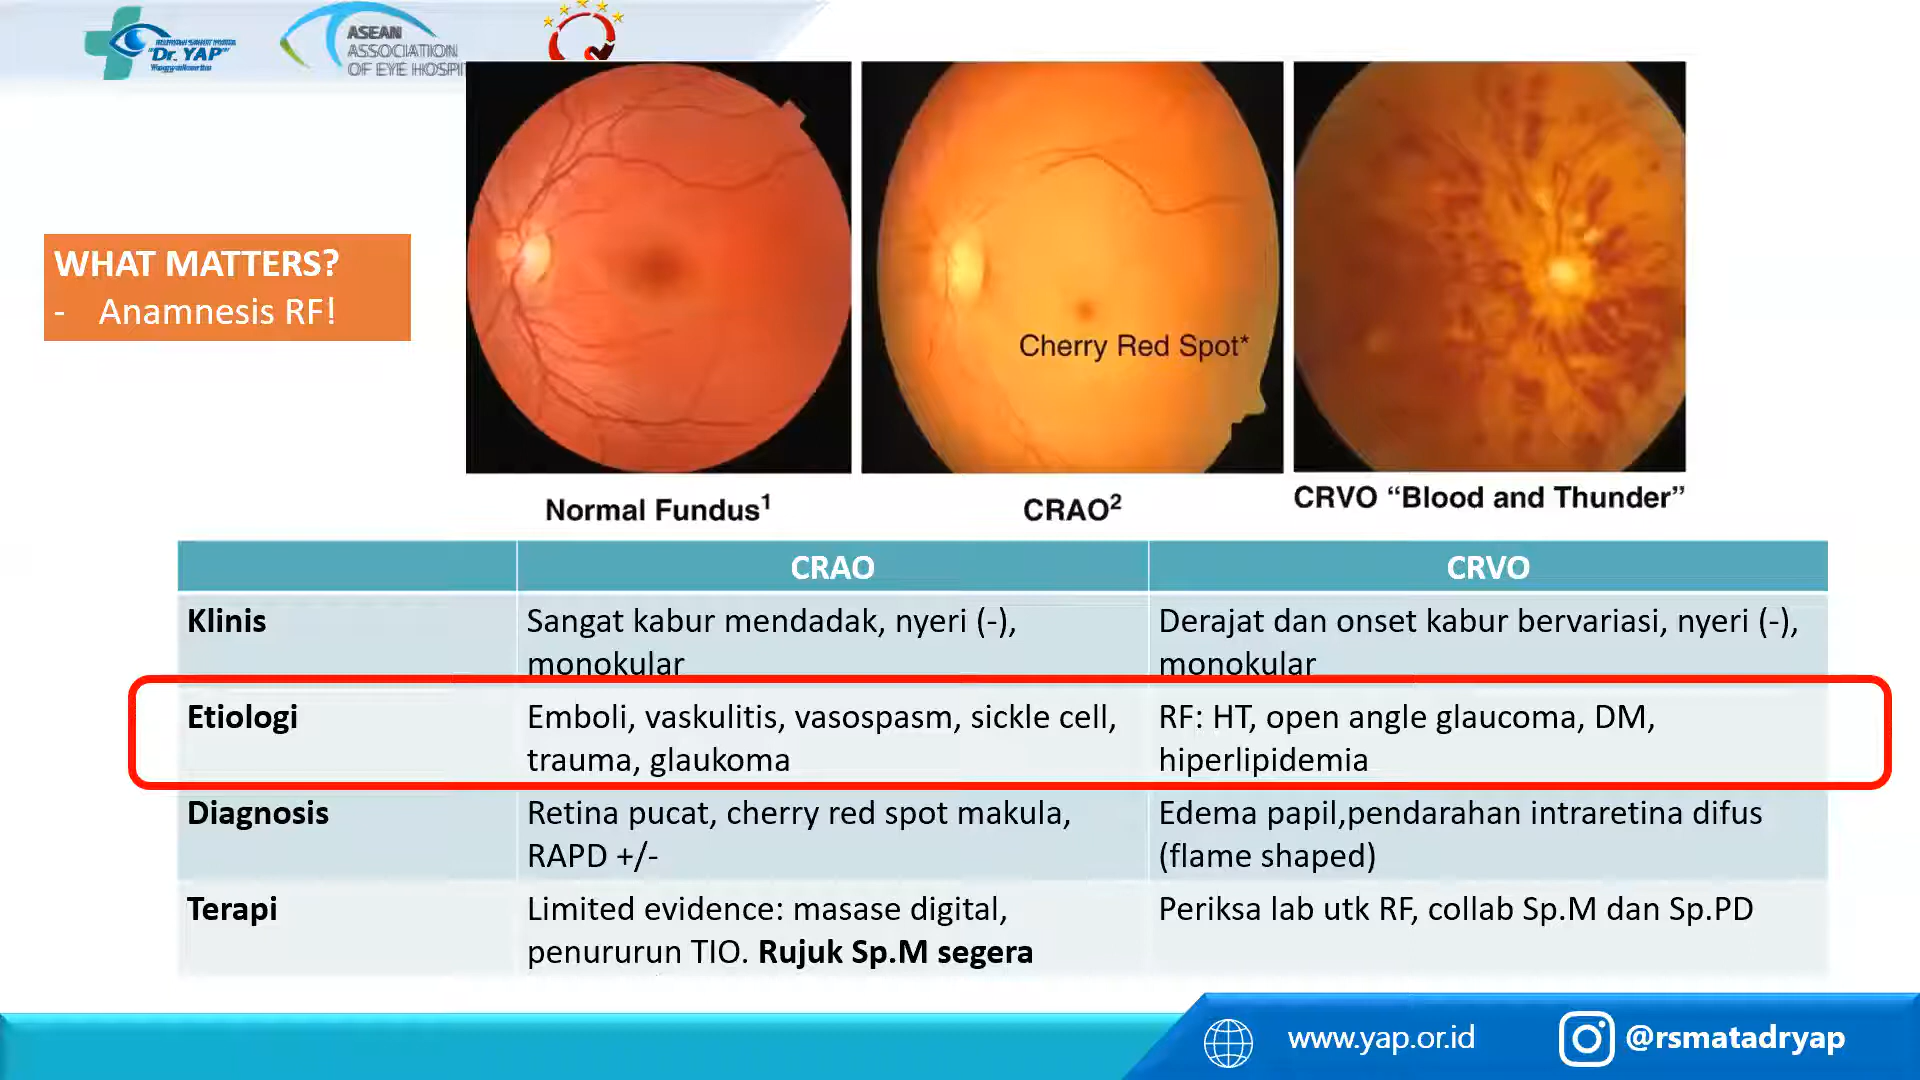 "Dr. YAP"
ASEAN
ASSOCIATION
OF EYE HOSPI
WHAT MATTERS?
- Anamnesis RF!
Cherry Red Spot*
Normal Fundus1
CRAO2
CRVO “Blood and Thunder”
CRAO CRVO
Klinis
Sangat kabur mendadak, nyeri (-),
monokular
Derajat dan onset kabur bervariasi, nyeri (-),
monokular
Etiologi
Emboli, vaskulitis, vasospasm, sickle cell,
trauma, glaukoma
RF: HT, open angle glaucoma, DM,
hiperlipidemia
Diagnosis
Retina pucat, cherry red spot makula,
RAPD +/-
Edema papil,pendarahan intraretina difus
(flame shaped)
Terapi
Limited evidence: masase digital,
penururun TIO. Rujuk Sp.M segera
Periksa lab utk RF, collab Sp.M dan Sp.PD
www.yap.or.id
@rsmatadryap